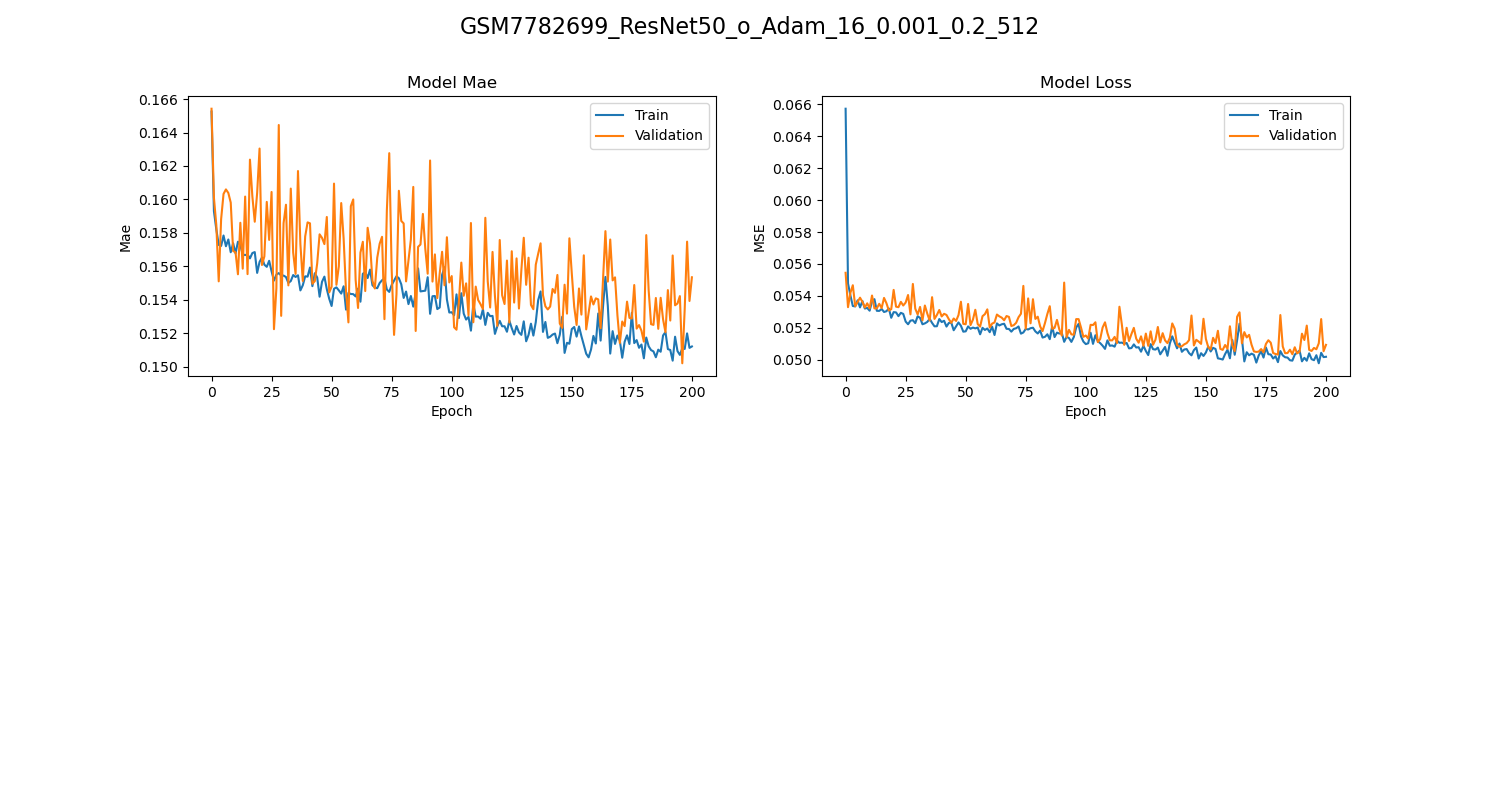 GSM7782699_ResNet50_o_Adam_16_0.001_0.2_512
Model Mae
0.166
0.164
0.162
0.160
0.158
0.156
0.154
0.152
0.150
Mae
Train
Validation
0 25 50 75 100 125 150 175 200
Epoch
Model Loss
0.066
0.064
0.062
0.060
0.058
0.056
0.054
0.052
0.050
MSE
Train
Validation
0 25 50 75 100 125 150 175 200
Epoch